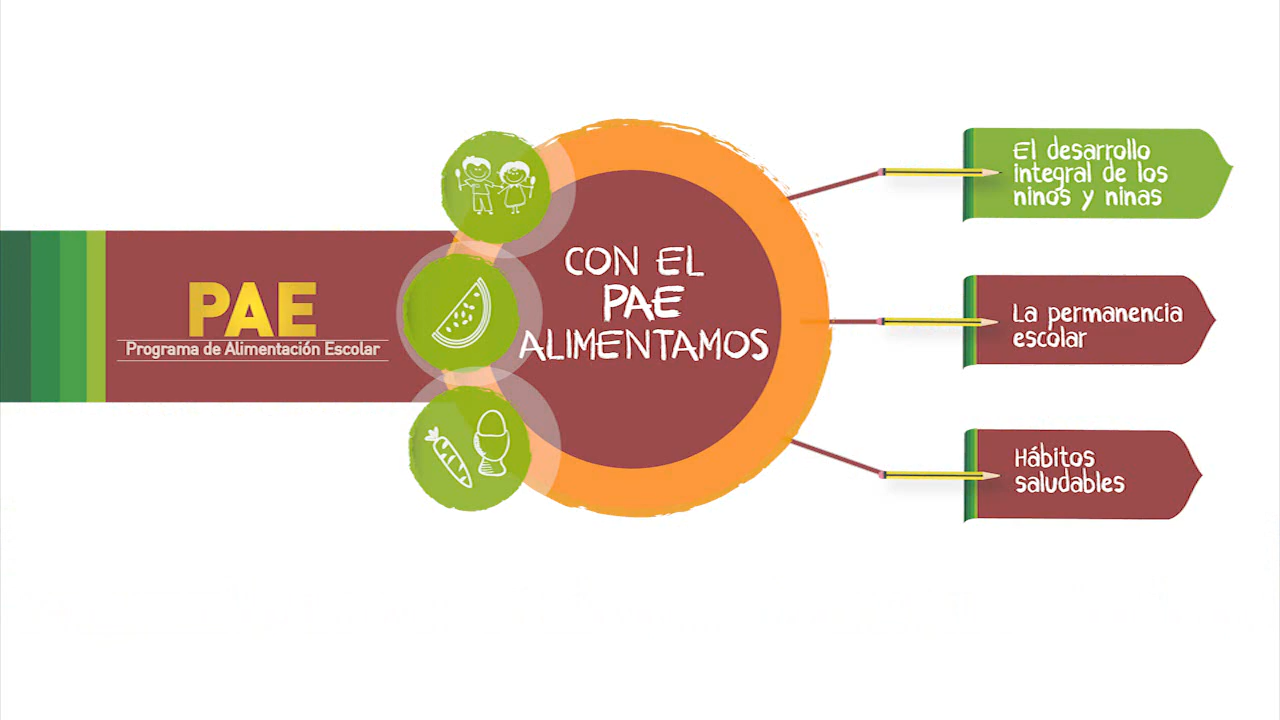 PAE
Programa de Alimentación Escolar
CON EL
PAE
ALIMENTAMOS
El desarrollo
integral de los
ninos y ninas
La permanencia
escolar
Hábitos
saludables